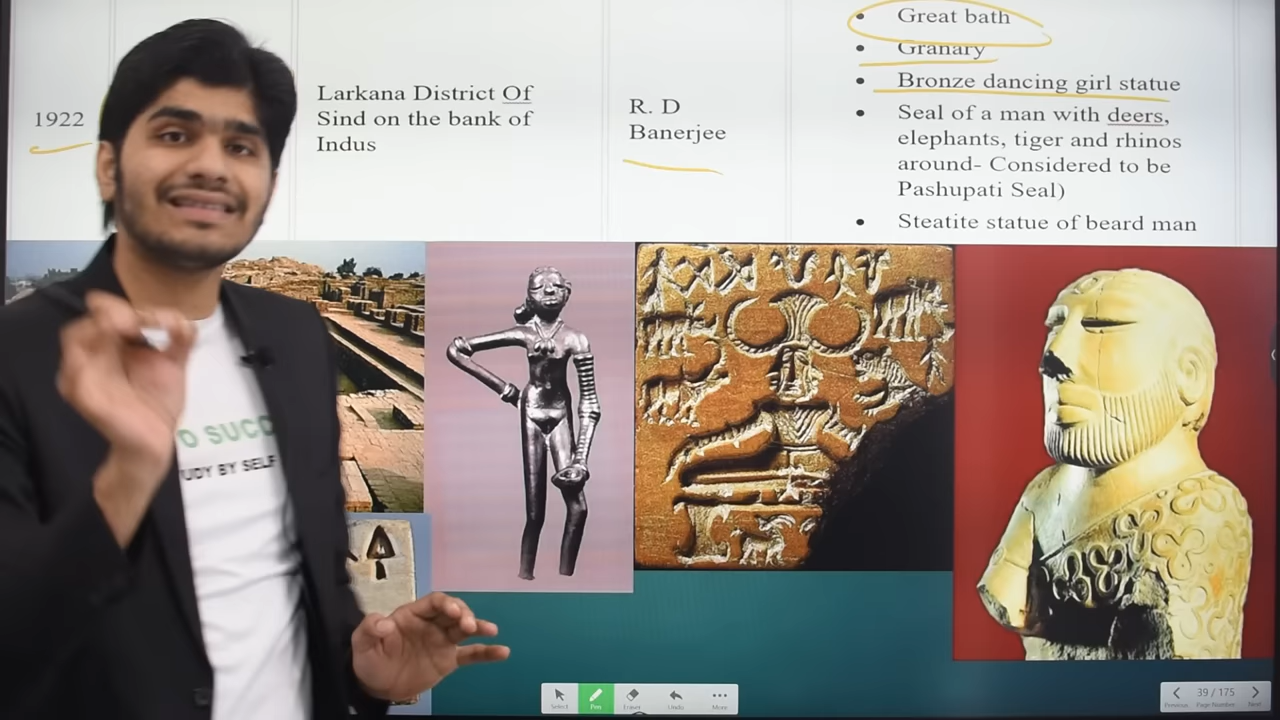 Great bath
Granary
Bronze dancing girl statue
1922
Larkana District Of
Sind on the bank of
Indus
R. D
Banerjee
Seal of a man with deers,
elephants, tiger and rhinos
around- Considered to be
Pashupati Seal)
Steatite statue of beard man
O SUCC
UDY BY SELF
Select
Pen
Eraser
Undo
More
39 / 175
Previous
Page Number
Next